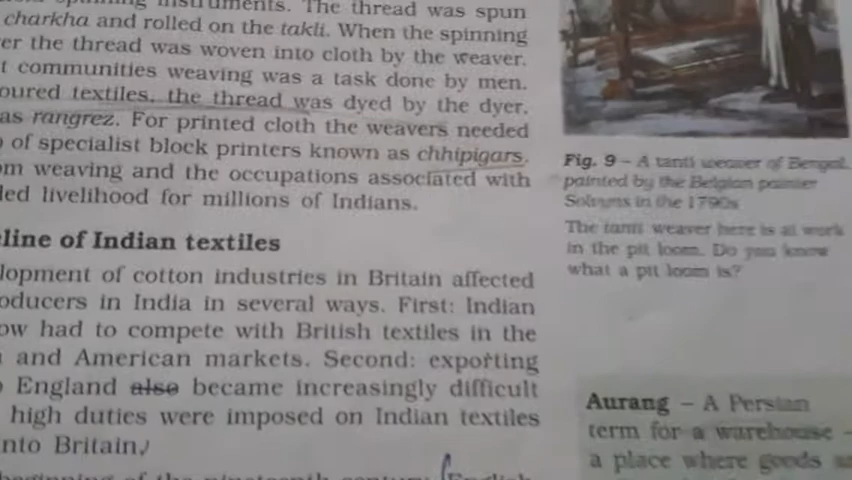 instruments. The thread was spun
charkha and rolled on the takli. When the spinning
er the thread was woven into cloth by the weaver.
t communities weaving was a task done by men.
oured textiles, the thread was dyed by the dyer,
as rangrez. For printed cloth the weavers needed
of specialist block printers known as chhipigars.
om weaving and the occupations associated with
ded livelihood for millions of Indians.
line of Indian textiles
lopment of cotton industries in Britain affected
oducers in India in several ways. First: Indian
ow had to compete with British textiles in the
and American markets. Second: exporting
England also became increasingly difficult
high duties were imposed on Indian textiles
nto Britain.
beginning of the nineteenth century, English
Fig. 9 – A tanti weaver of Bengal,
painted by the Belgian painter
Solvyns in the 1790s
The tanti weaver here is at work
in the pit loom. Do you know
what a pit loom is?
Aurang – A Persian
term for a warehouse –
a place where goods